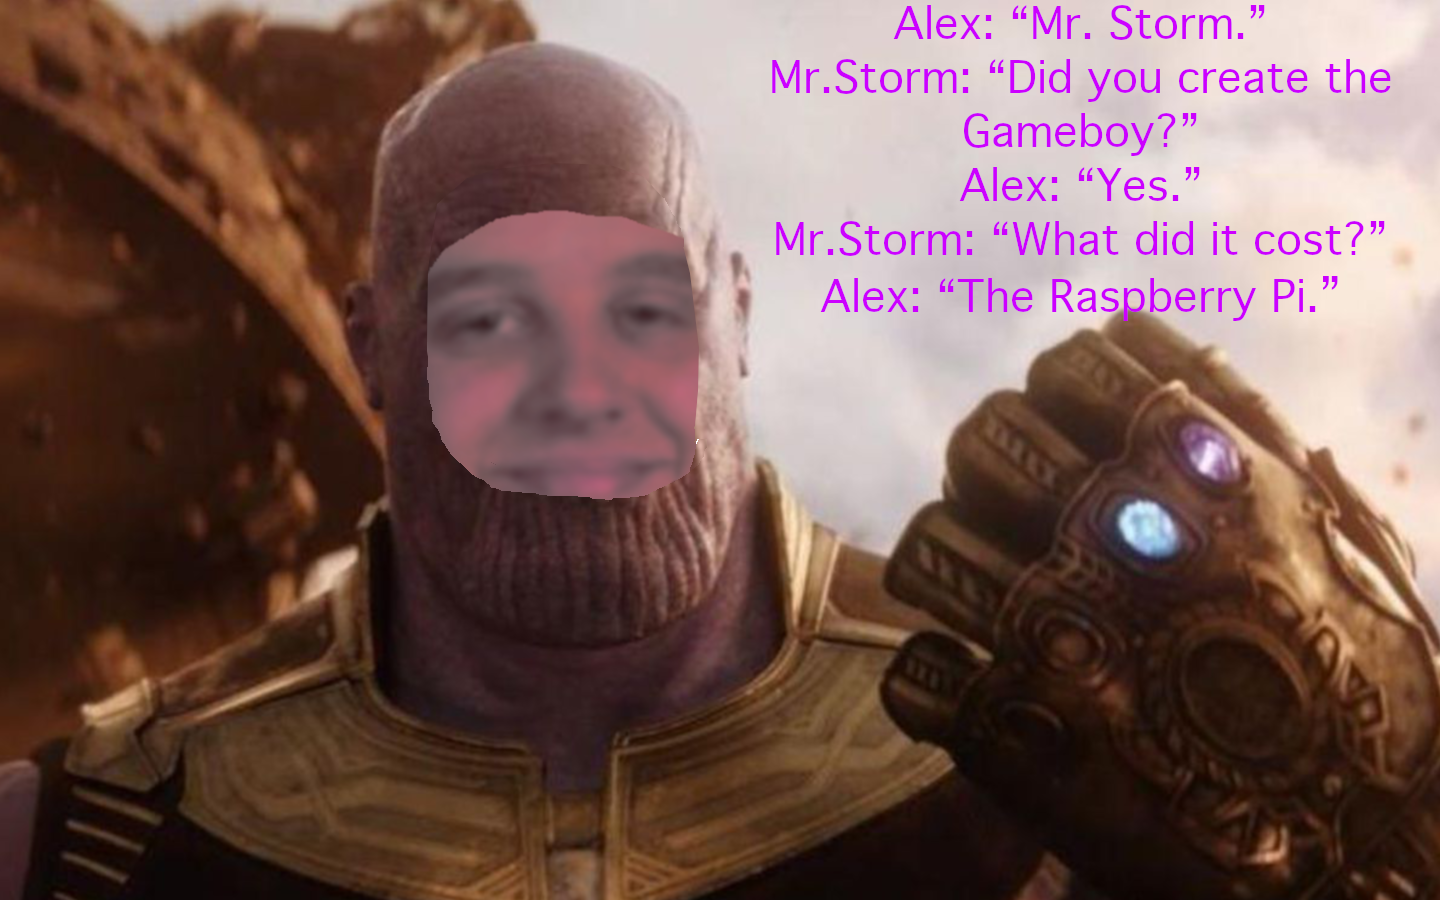 Alex: “Mr. Storm.”
Mr.Storm: “Did you create the
Gameboy?”
Alex: “Yes.”
Mr.Storm: “What did it cost?”
Alex: “The Raspberry Pi.”